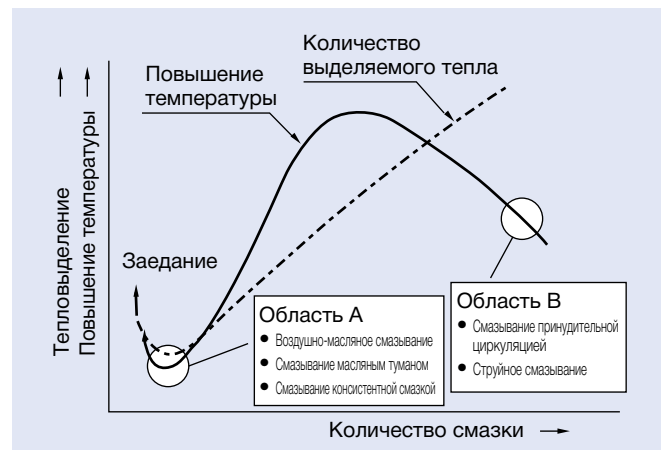 Количество
выделяемого тепла
Повышение
температуры
Тепловыделение
Повышение температуры
Заедание
Область А
● Воздушно-масляное смазывание
● Смазывание масляным туманом
● Смазывание консистентной смазкой
Область В
● Смазывание принудительной
циркуляцией
● Струйное смазывание
Количество смазки